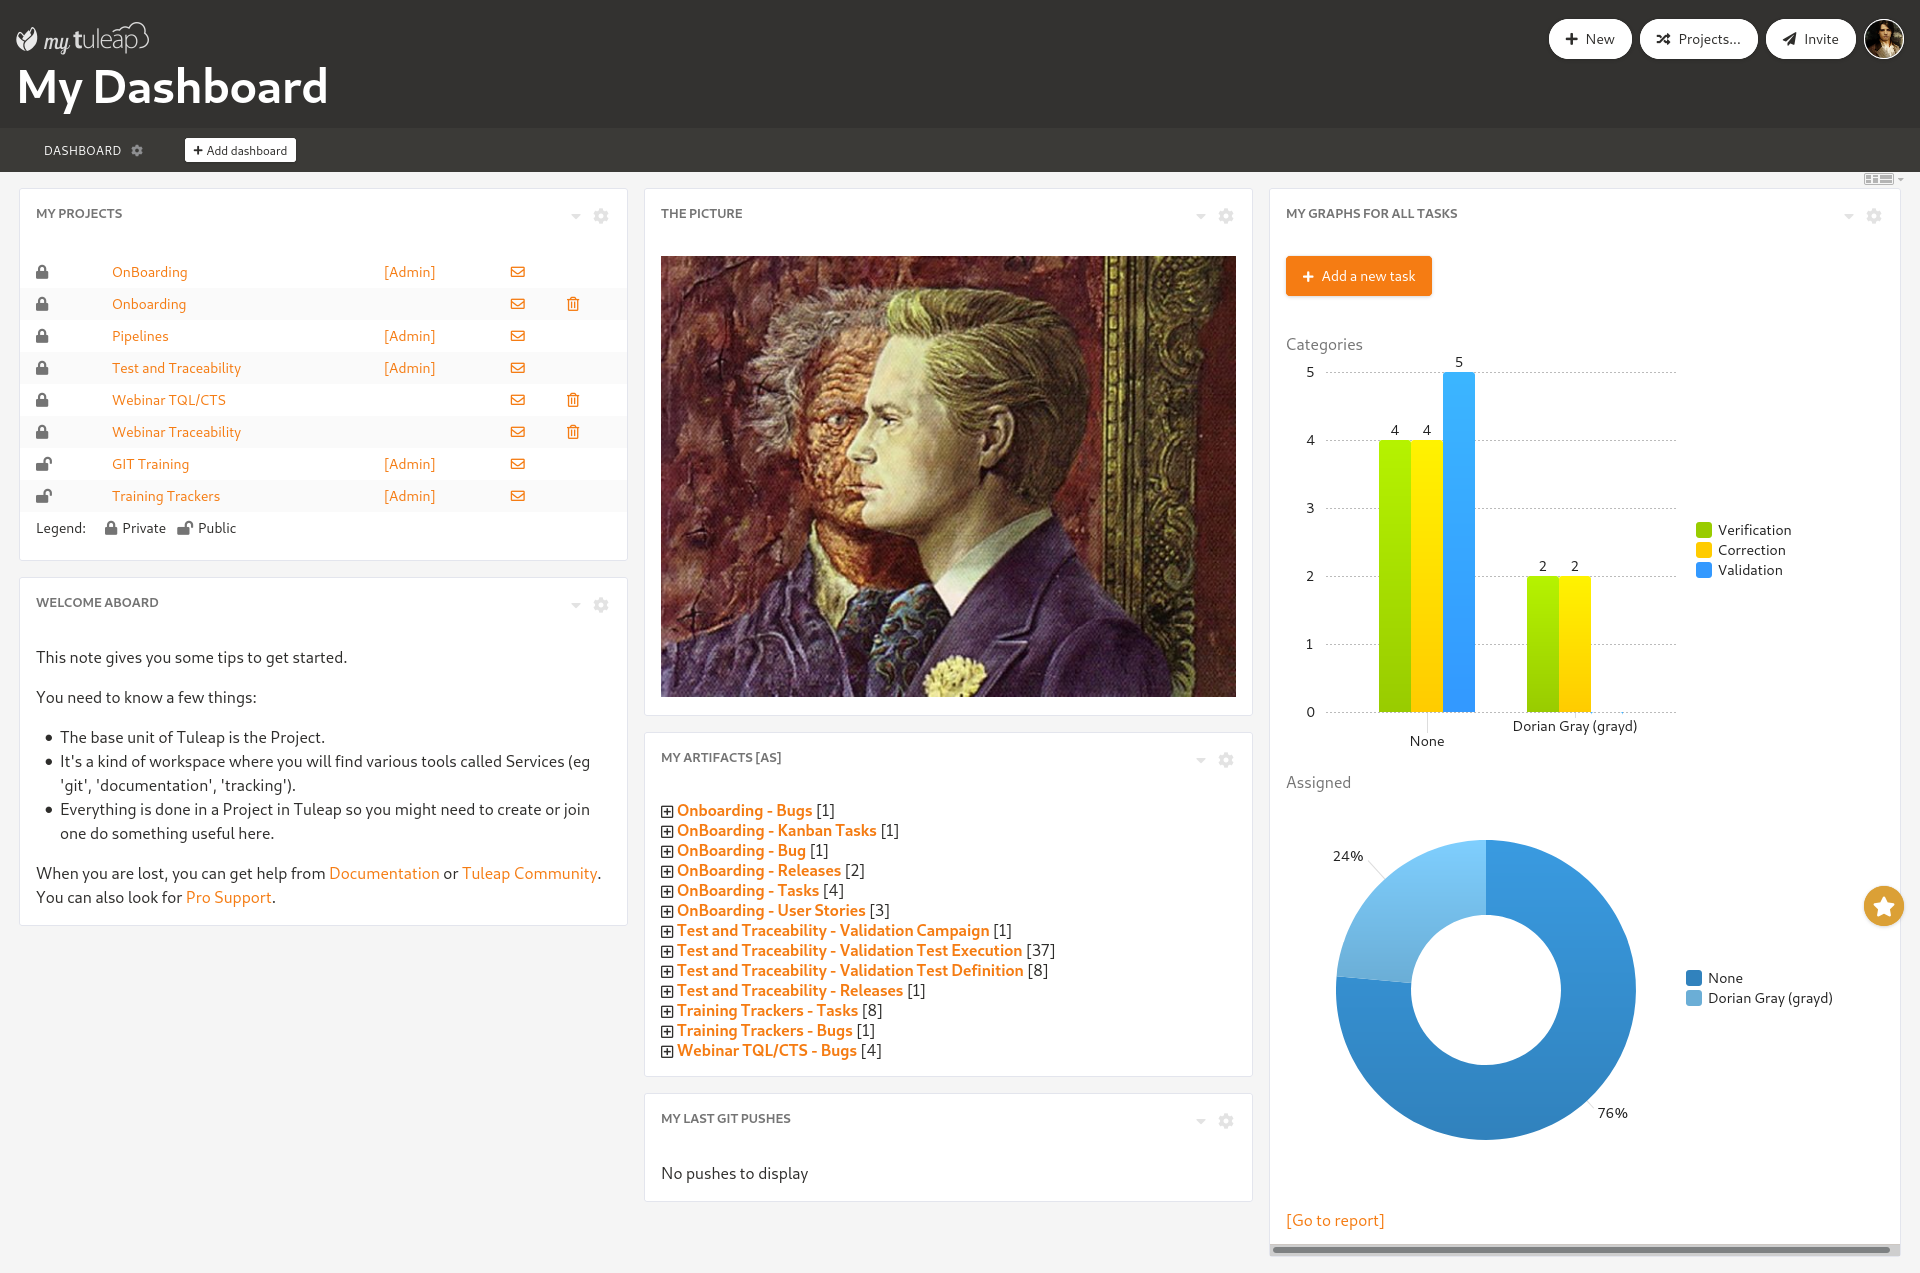 my tuleap
My Dashboard
New
Projects...
Invite
DASHBOARD
Add dashboard
MY PROJECTS
OnBoarding [Admin]
Onboarding
Pipelines [Admin]
Test and Traceability [Admin]
Webinar TQL/CTS
Webinar Traceability
GIT Training [Admin]
Training Trackers [Admin]
Legend: Private Public
WELCOME ABOARD
This note gives you some tips to get started.
You need to know a few things:
The base unit of Tuleap is the Project.
It's a kind of workspace where you will find various tools called Services (eg
'git', 'documentation', 'tracking').
Everything is done in a Project in Tuleap so you might need to create or join
one do something useful here.
When you are lost, you can get help from Documentation or Tuleap Community.
You can also look for Pro Support.
THE PICTURE
MY ARTIFACTS [AS]
Onboarding - Bugs [1]
OnBoarding - Kanban Tasks [1]
OnBoarding - Bug [1]
OnBoarding - Releases [2]
OnBoarding - Tasks [4]
OnBoarding - User Stories [3]
Test and Traceability - Validation Campaign [1]
Test and Traceability - Validation Test Execution [37]
Test and Traceability - Validation Test Definition [8]
Test and Traceability - Releases [1]
Training Trackers - Tasks [8]
Training Trackers - Bugs [1]
Webinar TQL/CTS - Bugs [4]
MY LAST GIT PUSHES
No pushes to display
MY GRAPHS FOR ALL TASKS
Add a new task
Categories
5
5
4 4
4
3
2 2
2
1
0
Dorian Gray (grayd)
None
Verification
Correction
Validation
Assigned
24%
76%
None
Dorian Gray (grayd)
[Go to report]